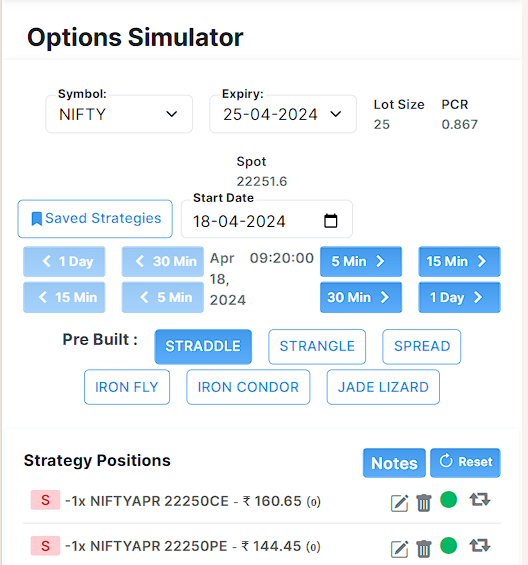 Options Simulator
Symbol:
NIFTY
Expiry:
25-04-2024
Lot Size
25
PCR
0.867
Spot
22251.6
Saved Strategies
Start Date
18-04-2024
1 Day
30 Min
Apr 18, 2024
09:20:00
5 Min
15 Min
15 Min
5 Min
30 Min
1 Day
Pre Built :
STRADDLE
STRANGLE
SPREAD
IRON FLY
IRON CONDOR
JADE LIZARD
Strategy Positions
Notes
Reset
S -1x NIFTYAPR 22250CE - ₹ 160.65 (0)
S -1x NIFTYAPR 22250PE - ₹ 144.45 (0)